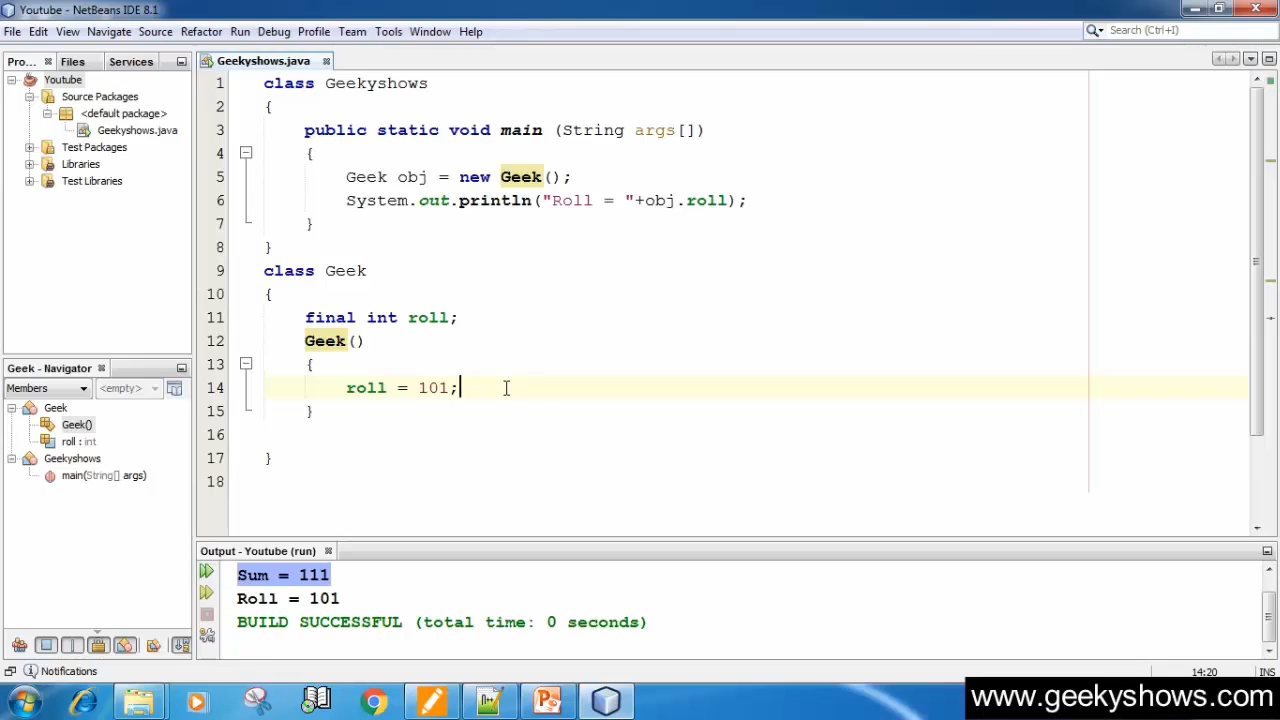 Youtube - NetBeans IDE 8.1
File Edit View Navigate Source Refactor Run Debug Profile Team Tools Window Help
Search (Ctrl+I)
Pro... Files Services
Geekyshows.java
Youtube
Source Packages
<default package>
Geekyshows.java
Test Packages
Libraries
Test Libraries
1 class Geekyshows
2 {
3 public static void main (String args[])
4 {
5 Geek obj = new Geek();
6 System.out.println("Roll = "+obj.roll);
7 }
8 }
9 class Geek
10 {
11 final int roll;
12 Geek()
13 {
14 roll = 101;
15 }
16
17 }
18
Geek - Navigator
Members <empty>
Geek
Geek()
roll : int
Geekyshows
main(String[] args)
Output - Youtube (run)
Sum = 111
Roll = 101
BUILD SUCCESSFUL (total time: 0 seconds)
Notifications
14:20 INS
www.geekyshows.com